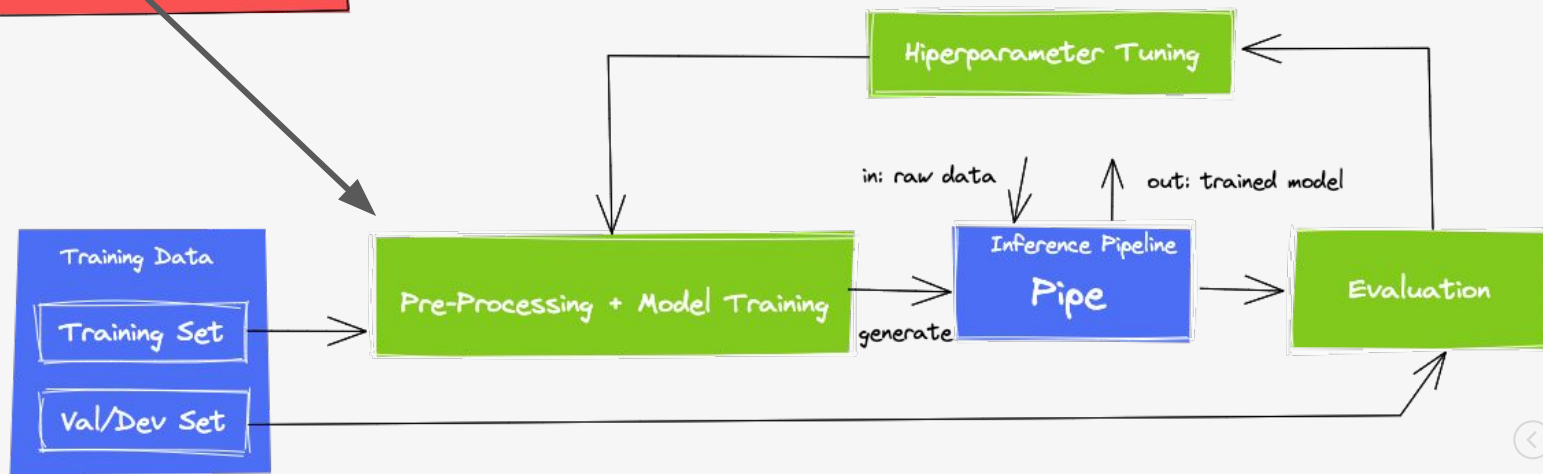 Hiperparameter Tuning
in: raw data
out: trained model
Training Data
Training Set
Val/Dev Set
Pre-Processing + Model Training
generate
Inference Pipeline
Pipe
Evaluation